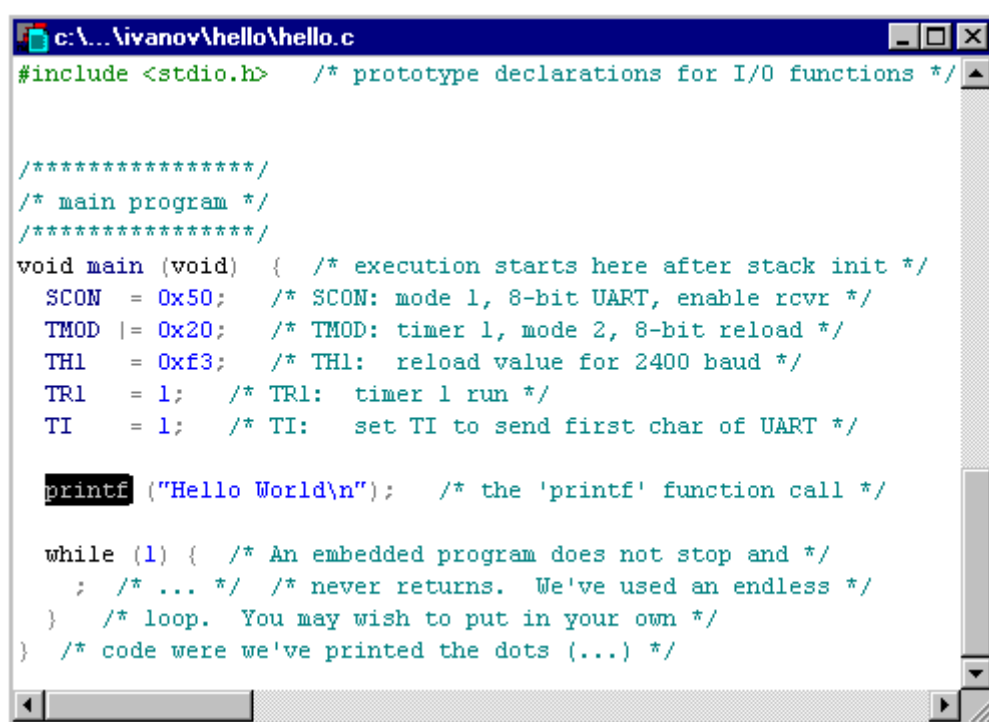 c:\...\ivanov\hello\hello.c
#include <stdio.h>   /* prototype declarations for I/O functions */
/****************/
/* main program */
/****************/
void main (void)  {  /* execution starts here after stack init */
  SCON  = 0x50;   /* SCON: mode 1, 8-bit UART, enable rcvr */
  TMOD |= 0x20;   /* TMOD: timer 1, mode 2, 8-bit reload */
  TH1   = 0xf3;   /* TH1:  reload value for 2400 baud */
  TR1   = 1;   /* TR1:  timer 1 run */
  TI    = 1;   /* TI:   set TI to send first char of UART */
  printf ("Hello World\n");   /* the 'printf' function call */
  while (1) {  /* An embedded program does not stop and */
    ;  /* ... */  /* never returns.  We've used an endless */
  }   /* loop.  You may wish to put in your own */
}  /* code were we've printed the dots (...) */